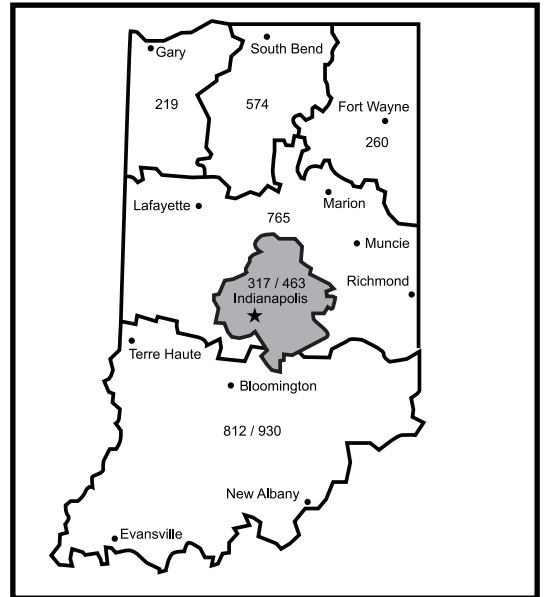 Gary
South Bend
219
574
Fort Wayne
260
Lafayette
Marion
765
Muncie
317 / 463
Richmond
Indianapolis
Terre Haute
Bloomington
812 / 930
New Albany
Evansville